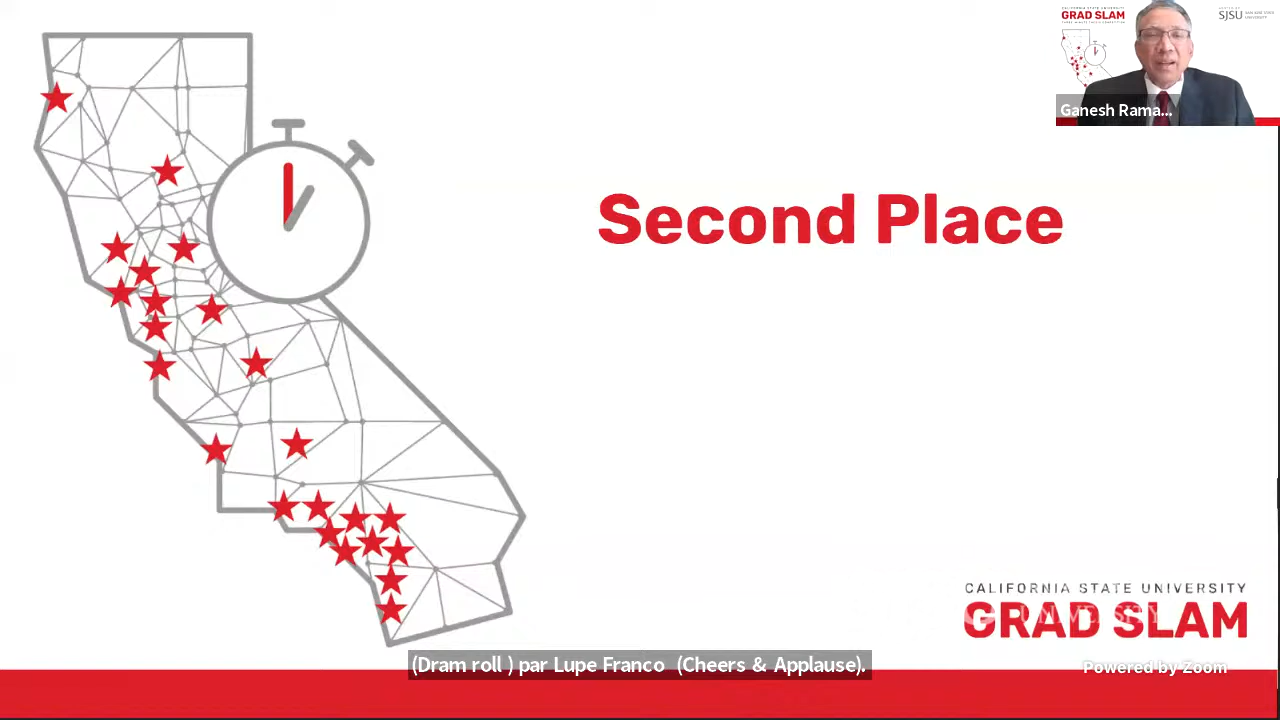 CALIFORNIA STATE UNIVERSITY
GRAD SLAM
SJSU
Ganesh Rama...
Second Place
CALIFORNIA STATE UNIVERSITY
GRAD SLAM
UNIVERSITY
(Dram roll ) par Lupe Franco (Cheers & Applause).
Powered by Zoom